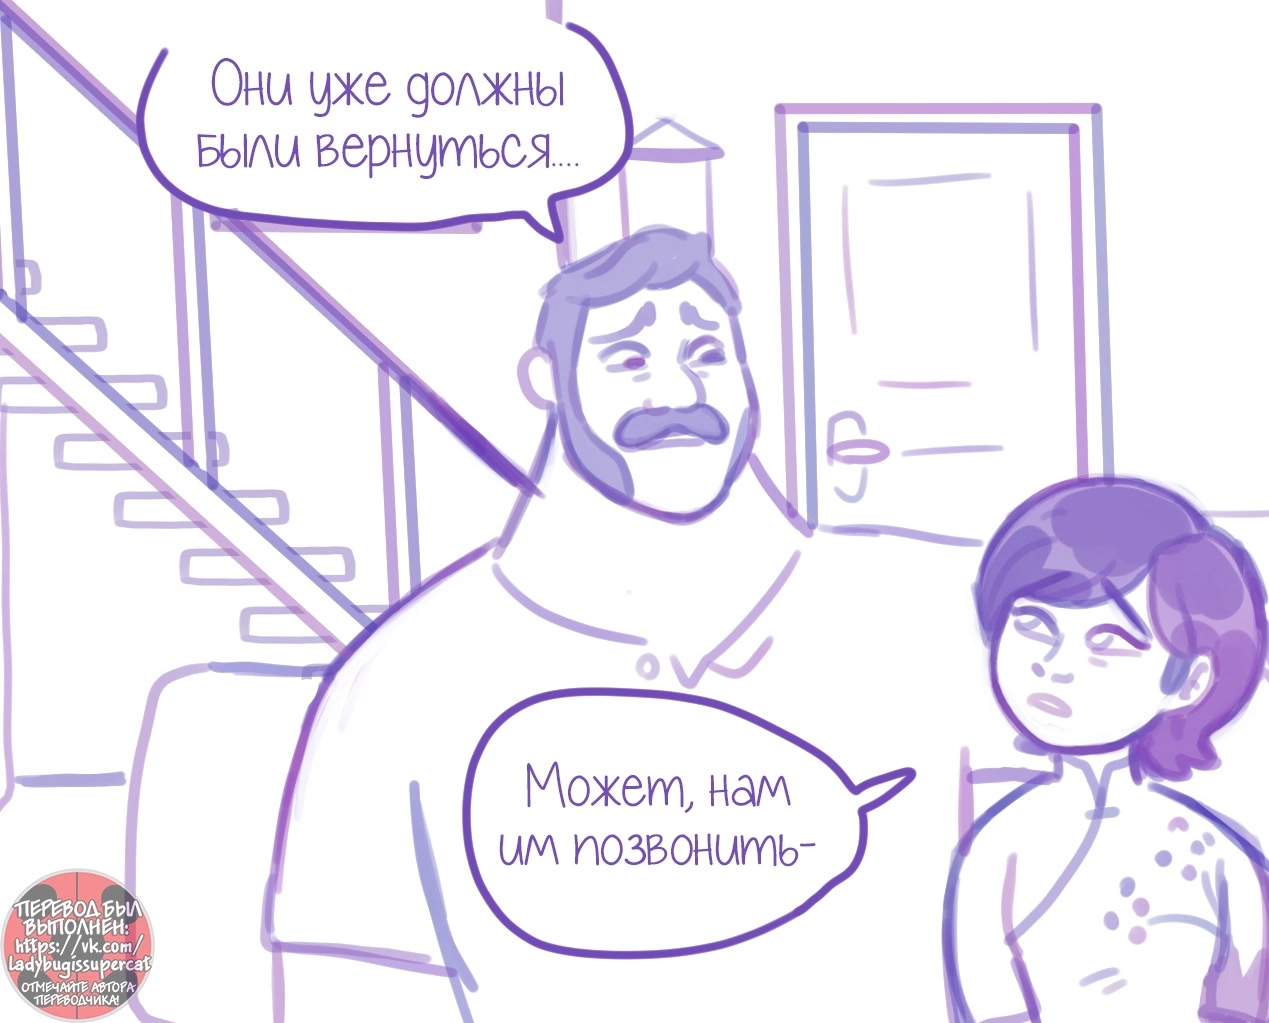 Они уже должны
были вернуться....
Может, нам
им позвонить-
ПЕРЕВОД БЫЛ
ВЫПОЛНЕН:
https://vk.com/
ladybugissupercat
ОТМЕЧАЙТЕ АВТОРА
ПЕРЕВОДЧИКА!